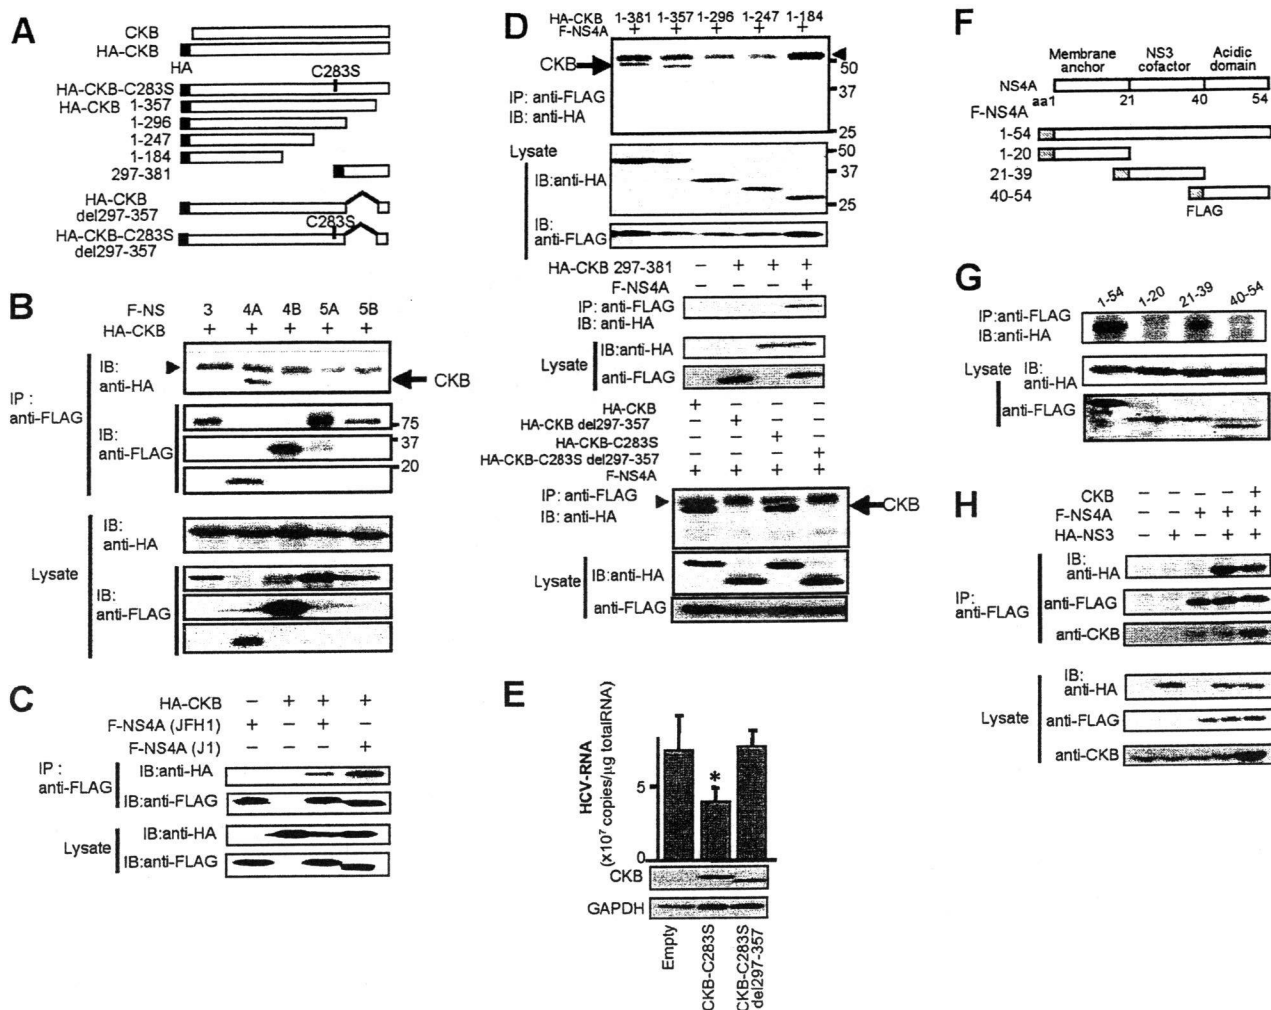 A
CKB
HA-CKB
HA
C283S
HA-CKB-C283S
HA-CKB 1-357
1-296
1-247
1-184
297-381
HA-CKB
del297-357
C283S
HA-CKB-C283S
del297-357
B
F-NS 3 4A 4B 5A 5B
HA-CKB + + + + +
IP :
anti-FLAG
IB:
anti-HA
CKB
IB:
anti-FLAG
75
37
20
Lysate
IB:
anti-HA
IB:
anti-FLAG
C
HA-CKB − + + +
F-NS4A (JFH1) + − + −
F-NS4A (J1) − − − +
IP :
anti-FLAG
IB:anti-HA
IB:anti-FLAG
Lysate
IB:anti-HA
IB:anti-FLAG
D
HA-CKB 1-381 1-357 1-296 1-247 1-184
F-NS4A + + + + +
CKB
50
37
25
IP: anti-FLAG
IB: anti-HA
Lysate
IB:anti-HA
50
37
25
IB:
anti-FLAG
HA-CKB 297-381 − + + +
F-NS4A − − − +
IP: anti-FLAG
IB: anti-HA
Lysate
IB:anti-HA
anti-FLAG
HA-CKB +
HA-CKB del297-357 +
HA-CKB-C283S +
HA-CKB-C283S del297-357 +
F-NS4A + + + +
IP: anti-FLAG
IB: anti-HA
CKB
Lysate
IB:anti-HA
anti-FLAG
E
HCV-RNA
(x10⁷ copies/µg totalRNA)
5
0
*
CKB
GAPDH
Empty
CKB-C283S
CKB-C283S
del297-357
F
Membrane
anchor
NS3
cofactor
Acidic
domain
NS4A
aa1 21 40 54
F-NS4A
1-54
1-20
21-39
40-54
FLAG
G
1-54 1-20 21-39 40-54
IP:anti-FLAG
IB:anti-HA
Lysate
IB:
anti-HA
anti-FLAG
H
CKB − − − − +
F-NS4A − − + + +
HA-NS3 − + − + +
IP:
anti-FLAG
IB:
anti-HA
anti-FLAG
anti-CKB
Lysate
IB:
anti-HA
anti-FLAG
anti-CKB